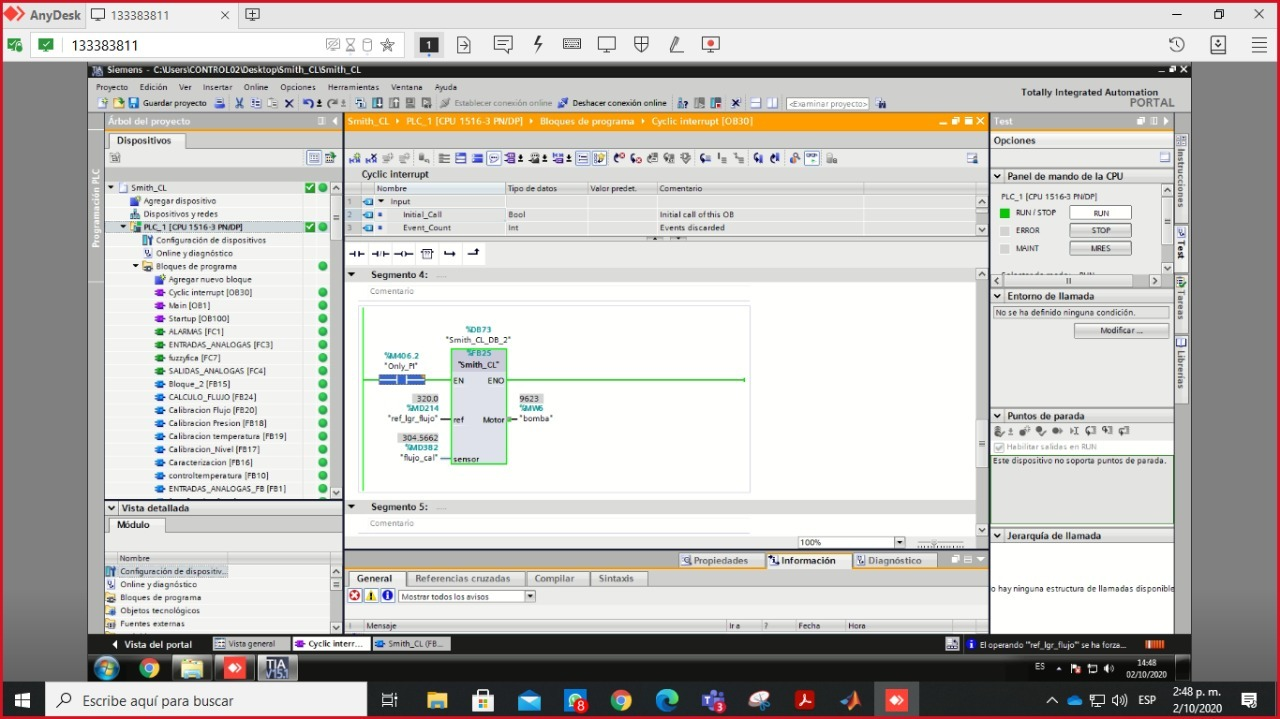 AnyDesk 133383811
133383811 1
Siemens - C:\Users\CONTROL02\Desktop\Smith_CL\Smith_CL
Proyecto Edición Ver Insertar Online Opciones Herramientas Ventana Ayuda
Guardar proyecto Establecer conexión online Deshacer conexión online <Examinar proyecto>
Totally Integrated Automation
PORTAL
Árbol del proyecto
Dispositivos
Programación PLC
Smith_CL
Agregar dispositivo
Dispositivos y redes
PLC_1 [CPU 1516-3 PN/DP]
Configuración de dispositivos
Online y diagnóstico
Bloques de programa
Agregar nuevo bloque
Cyclic interrupt [OB30]
Main [OB1]
Startup [OB100]
ALARMAS [FC1]
ENTRADAS_ANALOGAS [FC3]
fuzzyfica [FC7]
SALIDAS_ANALOGAS [FC4]
Bloque_2 [FB15]
CALCULO_FLUJO [FB24]
Calibracion Flujo [FB20]
Calibracion Presion [FB18]
Calibracion temperatura [FB19]
Calibracion_Nivel [FB17]
Caracterizacion [FB16]
controltemperatura [FB10]
ENTRADAS_ANALOGAS_FB [FB1]
Vista detallada
Módulo
Nombre
Configuración de dispositiv...
Online y diagnóstico
Bloques de programa
Objetos tecnológicos
Fuentes externas
Smith_CL PLC_1 [CPU 1516-3 PN/DP] Bloques de programa Cyclic interrupt [OB30]
Cyclic interrupt
Nombre Tipo de datos Valor predet. Comentario
1 Input
2 Initial_Call Bool Initial call of this OB
3 Event_Count Int Events discarded
Segmento 4: ....
Comentario
%DB73
"Smith_CL_DB_2"
%M406.2
"Only_PI"
%FB25
"Smith_CL"
EN ENO
320.0
%MD214
"ref_lgr_flujo" ref
9623
%MW6
Motor "bomba"
304.5662
%MD382
"flujo_cal" sensor
Segmento 5: ....
Comentario
100%
Propiedades Información Diagnóstico
General Referencias cruzadas Compilar Sintaxis
Mostrar todos los avisos
Mensaje Ir a ? Fecha Hora
Test
Opciones
Panel de mando de la CPU
PLC_1 [CPU 1516-3 PN/DP]
RUN / STOP RUN
ERROR STOP
MAINT MRES
Entorno de llamada
No se ha definido ninguna condición.
Modificar ...
Puntos de parada
Habilitar salidas en RUN
Este dispositivo no soporta puntos de parada.
Jerarquía de llamada
o hay ninguna estructura de llamadas disponible
Instrucciones
Test
Tareas
Librerías
Vista del portal Vista general Cyclic interr... Smith_CL (FB... El operando '"ref_lgr_flujo"' se ha forza...
TIA
V15.1
ES 14:48
02/10/2020
Escribe aquí para buscar 8 3 ESP 2:48 p. m.
2/10/2020